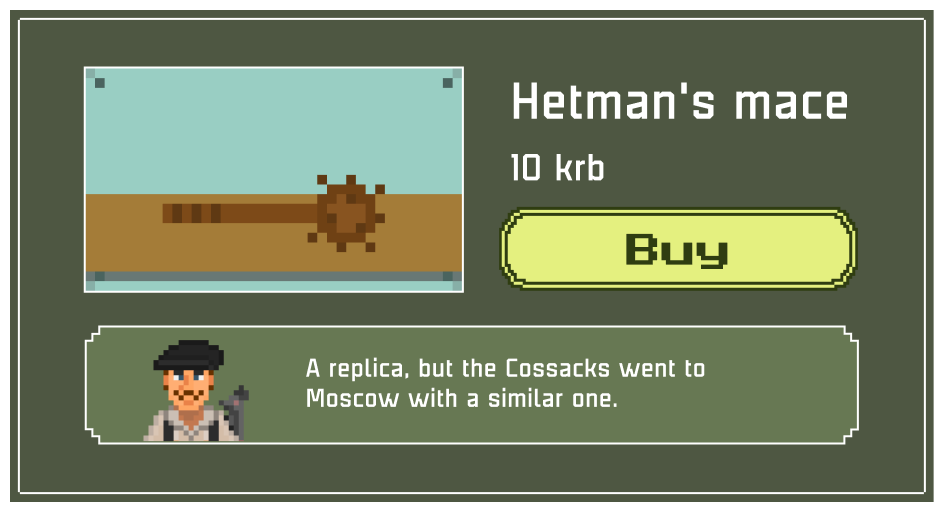 Hetman's mace
10 krb
Buy
A replica, but the Cossacks went to
Moscow with a similar one.